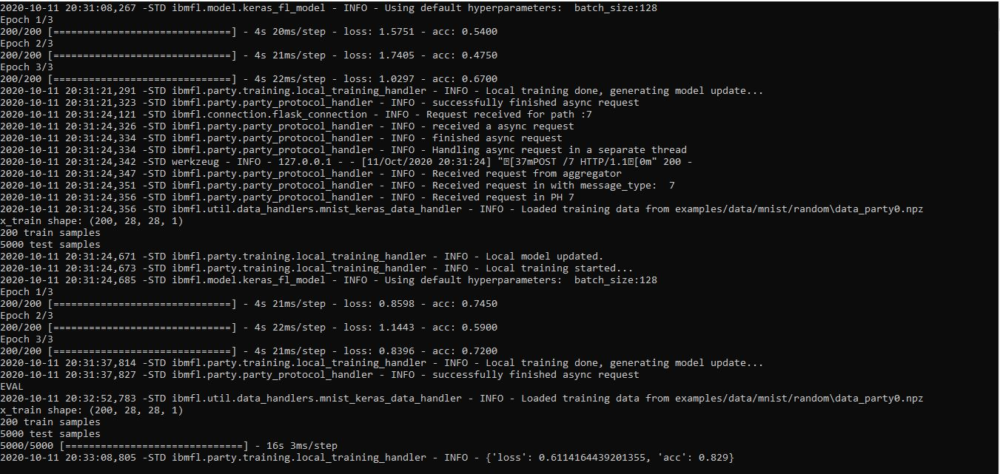 2020-10-11 20:31:08,267 -STD ibmfl.model.keras_fl_model - INFO - Using default hyperparameters:  batch_size:128
Epoch 1/3
200/200 [==============================] - 4s 20ms/step - loss: 1.5751 - acc: 0.5400
Epoch 2/3
200/200 [==============================] - 4s 21ms/step - loss: 1.7405 - acc: 0.4750
Epoch 3/3
200/200 [==============================] - 4s 22ms/step - loss: 1.0297 - acc: 0.6700
2020-10-11 20:31:21,291 -STD ibmfl.party.training.local_training_handler - INFO - Local training done, generating model update...
2020-10-11 20:31:21,323 -STD ibmfl.party.party_protocol_handler - INFO - successfully finished async request
2020-10-11 20:31:24,121 -STD ibmfl.connection.flask_connection - INFO - Request received for path :7
2020-10-11 20:31:24,326 -STD ibmfl.party.party_protocol_handler - INFO - received a async request
2020-10-11 20:31:24,334 -STD ibmfl.party.party_protocol_handler - INFO - finished async request
2020-10-11 20:31:24,334 -STD ibmfl.party.party_protocol_handler - INFO - Handling async request in a separate thread
2020-10-11 20:31:24,342 -STD werkzeug - INFO - 127.0.0.1 - - [11/Oct/2020 20:31:24] "�[37mPOST /7 HTTP/1.1�[0m" 200 -
2020-10-11 20:31:24,347 -STD ibmfl.party.party_protocol_handler - INFO - Received request from aggregator
2020-10-11 20:31:24,351 -STD ibmfl.party.party_protocol_handler - INFO - Received request in with message_type:  7
2020-10-11 20:31:24,356 -STD ibmfl.party.party_protocol_handler - INFO - Received request in PH 7
2020-10-11 20:31:24,356 -STD ibmfl.util.data_handlers.mnist_keras_data_handler - INFO - Loaded training data from examples/data/mnist/random\data_party0.npz
x_train shape: (200, 28, 28, 1)
200 train samples
5000 test samples
2020-10-11 20:31:24,671 -STD ibmfl.party.training.local_training_handler - INFO - Local model updated.
2020-10-11 20:31:24,673 -STD ibmfl.party.training.local_training_handler - INFO - Local training started...
2020-10-11 20:31:24,685 -STD ibmfl.model.keras_fl_model - INFO - Using default hyperparameters:  batch_size:128
Epoch 1/3
200/200 [==============================] - 4s 21ms/step - loss: 0.8598 - acc: 0.7450
Epoch 2/3
200/200 [==============================] - 4s 22ms/step - loss: 1.1443 - acc: 0.5900
Epoch 3/3
200/200 [==============================] - 4s 21ms/step - loss: 0.8396 - acc: 0.7200
2020-10-11 20:31:37,814 -STD ibmfl.party.training.local_training_handler - INFO - Local training done, generating model update...
2020-10-11 20:31:37,827 -STD ibmfl.party.party_protocol_handler - INFO - successfully finished async request
EVAL
2020-10-11 20:32:52,783 -STD ibmfl.util.data_handlers.mnist_keras_data_handler - INFO - Loaded training data from examples/data/mnist/random\data_party0.npz
x_train shape: (200, 28, 28, 1)
200 train samples
5000 test samples
5000/5000 [==============================] - 16s 3ms/step
2020-10-11 20:33:08,805 -STD ibmfl.party.training.local_training_handler - INFO - {'loss': 0.6114164439201355, 'acc': 0.829}